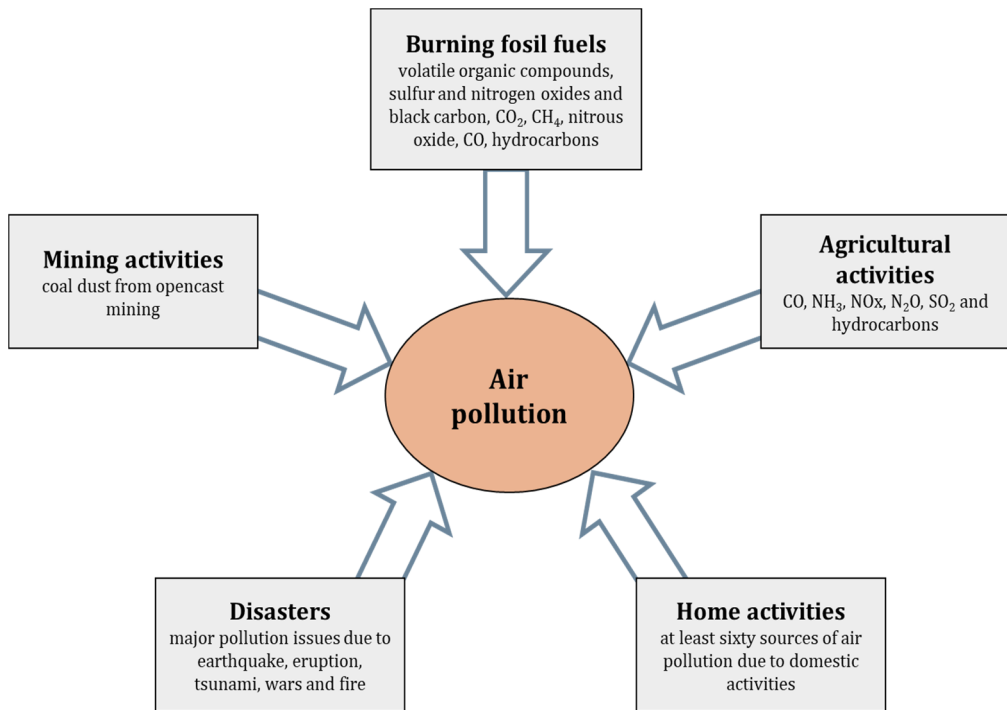 Burning fosil fuels
volatile organic compounds,
sulfur and nitrogen oxides and
black carbon, CO₂, CH₄, nitrous
oxide, CO, hydrocarbons
Mining activities
coal dust from opencast
mining
Agricultural
activities
CO, NH₃, NOx, N₂O, SO₂ and
hydrocarbons
Air
pollution
Disasters
major pollution issues due to
earthquake, eruption,
tsunami, wars and fire
Home activities
at least sixty sources of air
pollution due to domestic
activities